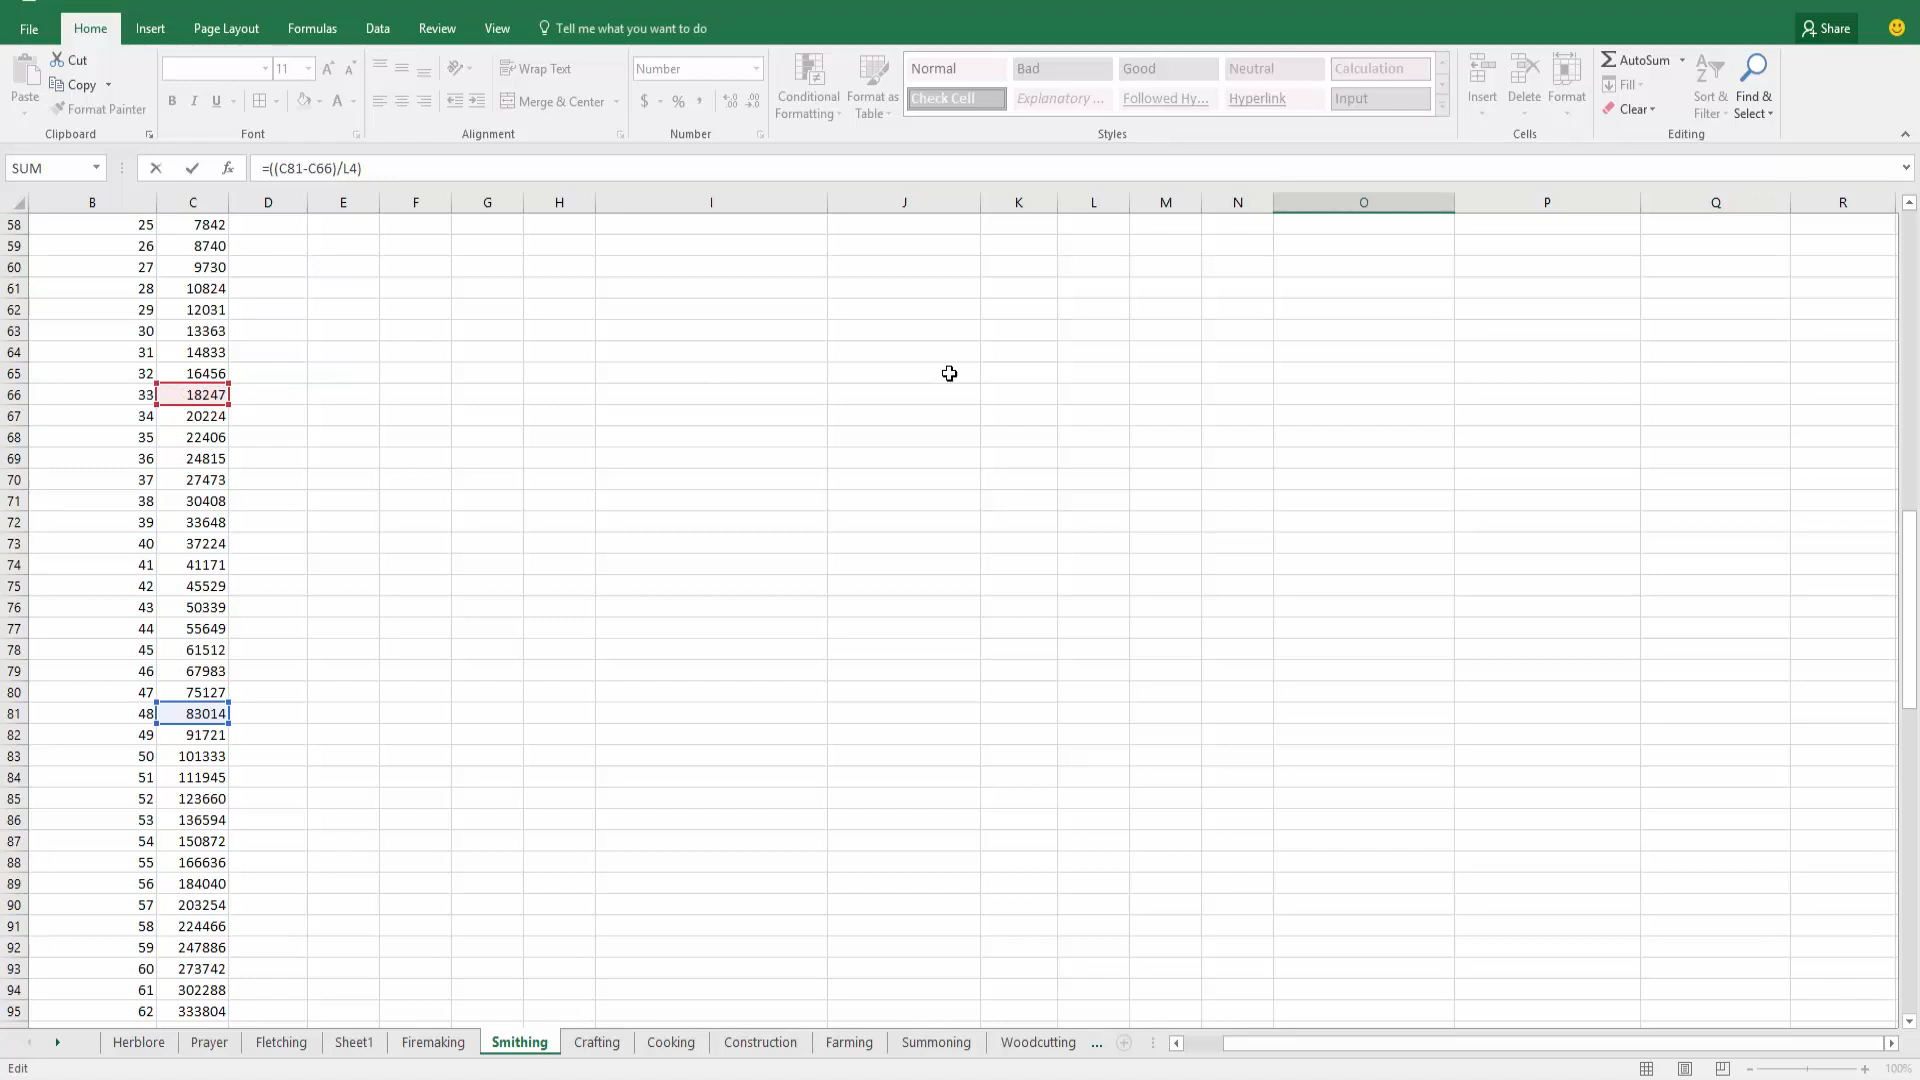 File Home Insert Page Layout Formulas Data Review View Tell me what you want to do Share
Paste Cut Copy Format Painter Clipboard
11 B I U A A A Font
Wrap Text Merge & Center Alignment
Number $ % , Number
Conditional Formatting Format as Table
Normal Bad Good Neutral Calculation
Check Cell Explanatory ... Followed Hy... Hyperlink Input
Styles
Insert Delete Format Cells
AutoSum Fill Clear Sort & Filter Find & Select Editing
SUM fx =((C81-C66)/L4)
B C D E F G H I J K L M N O P Q R
58 25 7842
59 26 8740
60 27 9730
61 28 10824
62 29 12031
63 30 13363
64 31 14833
65 32 16456
66 33 18247
67 34 20224
68 35 22406
69 36 24815
70 37 27473
71 38 30408
72 39 33648
73 40 37224
74 41 41171
75 42 45529
76 43 50339
77 44 55649
78 45 61512
79 46 67983
80 47 75127
81 48 83014
82 49 91721
83 50 101333
84 51 111945
85 52 123660
86 53 136594
87 54 150872
88 55 166636
89 56 184040
90 57 203254
91 58 224466
92 59 247886
93 60 273742
94 61 302288
95 62 333804
Herblore Prayer Fletching Sheet1 Firemaking Smithing Crafting Cooking Construction Farming Summoning Woodcutting ...
Edit 100%